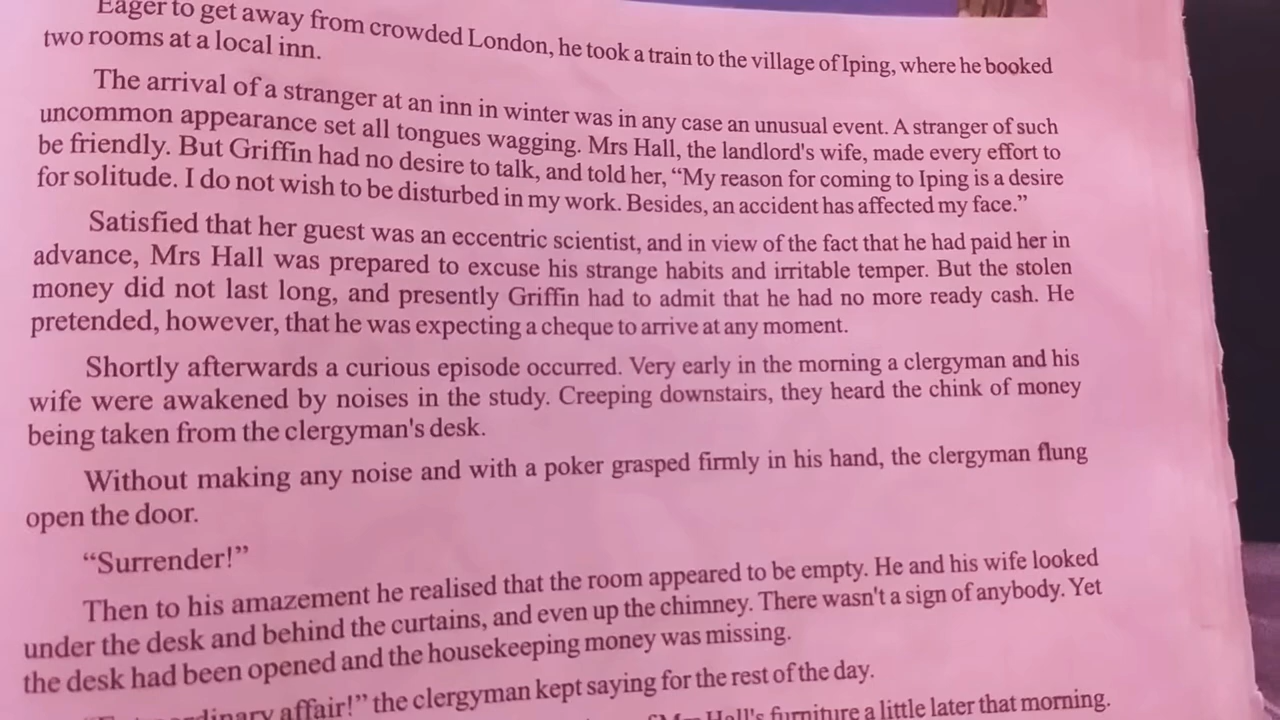 Eager to get away from crowded London, he took a train to the village of Iping, where he booked
two rooms at a local inn.
The arrival of a stranger at an inn in winter was in any case an unusual event. A stranger of such
uncommon appearance set all tongues wagging. Mrs Hall, the landlord's wife, made every effort to
be friendly. But Griffin had no desire to talk, and told her, “My reason for coming to Iping is a desire
for solitude. I do not wish to be disturbed in my work. Besides, an accident has affected my face.”
Satisfied that her guest was an eccentric scientist, and in view of the fact that he had paid her in
advance, Mrs Hall was prepared to excuse his strange habits and irritable temper. But the stolen
money did not last long, and presently Griffin had to admit that he had no more ready cash. He
pretended, however, that he was expecting a cheque to arrive at any moment.
Shortly afterwards a curious episode occurred. Very early in the morning a clergyman and his
wife were awakened by noises in the study. Creeping downstairs, they heard the chink of money
being taken from the clergyman's desk.
Without making any noise and with a poker grasped firmly in his hand, the clergyman flung
open the door.
“Surrender!”
Then to his amazement he realised that the room appeared to be empty. He and his wife looked
under the desk and behind the curtains, and even up the chimney. There wasn't a sign of anybody. Yet
the desk had been opened and the housekeeping money was missing.
affair!” the clergyman kept saying for the rest of the day.
Hall's furniture a little later that morning.